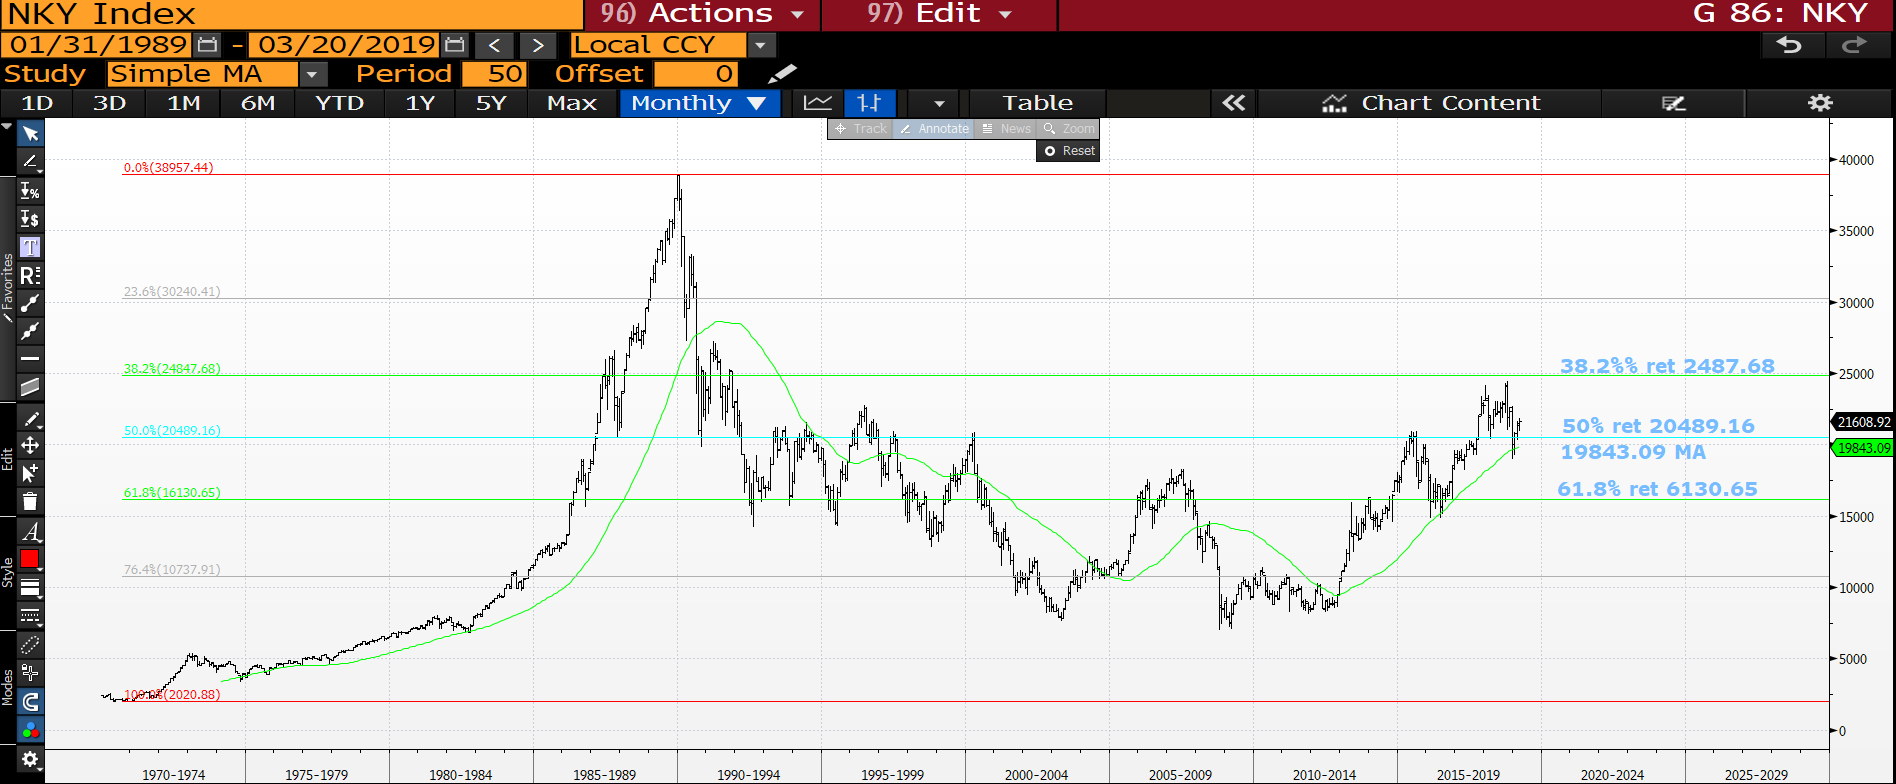 NKY Index 96) Actions 97) Edit G 86: NKY
01/31/1989 - 03/20/2019 < > Local CCY
Study Simple MA Period 50 Offset 0
1D 3D 1M 6M YTD 1Y 5Y Max Monthly Table Chart Content
Track Annotate News Zoom
Reset
0.0%(38957.44)
23.6%(30240.41)
38.2%(24847.68)
50.0%(20489.16)
61.8%(16130.65)
76.4%(10737.91)
100.0%(2020.88)
38.2%% ret 2487.68
50% ret 20489.16
19843.09 MA
61.8% ret 6130.65
40000
35000
30000
25000
21608.92
19843.09
15000
10000
5000
0
Favorites
Edit
Style
Modes
%
$
T
R
A
1970-1974 1975-1979 1980-1984 1985-1989 1990-1994 1995-1999 2000-2004 2005-2009 2010-2014 2015-2019 2020-2024 2025-2029